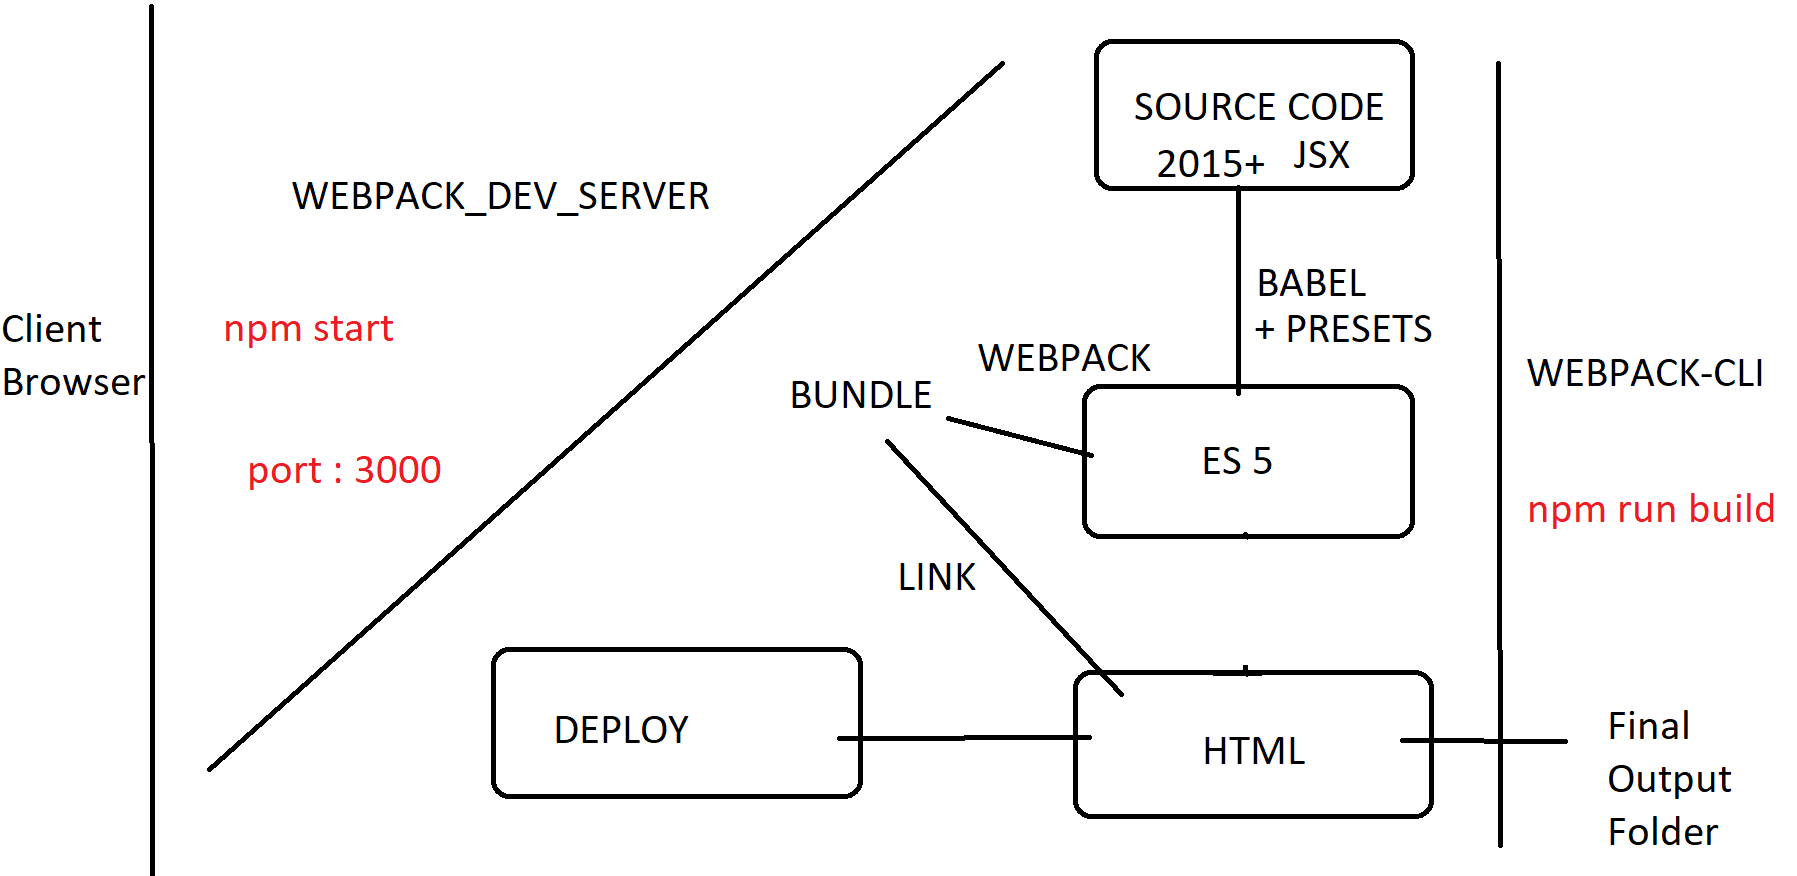 SOURCE CODE
2015+ JSX
WEBPACK_DEV_SERVER
BABEL
+ PRESETS
Client
Browser
npm start
WEBPACK
BUNDLE
WEBPACK-CLI
port : 3000
ES 5
npm run build
LINK
DEPLOY
HTML
Final
Output
Folder